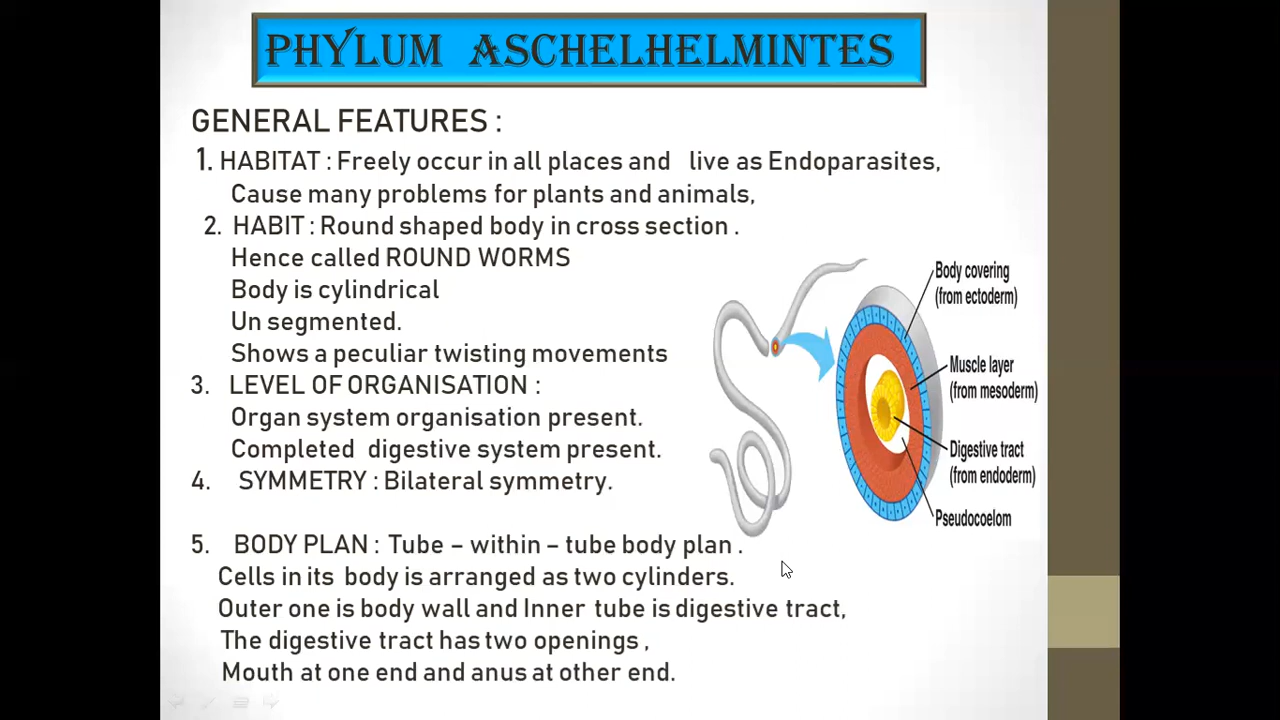 PHYLUM ASCHELHELMINTES
GENERAL FEATURES :
1. HABITAT : Freely occur in all places and live as Endoparasites,
Cause many problems for plants and animals,
2. HABIT : Round shaped body in cross section .
Hence called ROUND WORMS
Body is cylindrical
Un segmented.
Shows a peculiar twisting movements
3. LEVEL OF ORGANISATION :
Organ system organisation present.
Completed digestive system present.
4. SYMMETRY : Bilateral symmetry.
5. BODY PLAN : Tube – within – tube body plan .
Cells in its body is arranged as two cylinders.
Outer one is body wall and Inner tube is digestive tract,
The digestive tract has two openings ,
Mouth at one end and anus at other end.
Body covering
(from ectoderm)
Muscle layer
(from mesoderm)
Digestive tract
(from endoderm)
Pseudocoelom